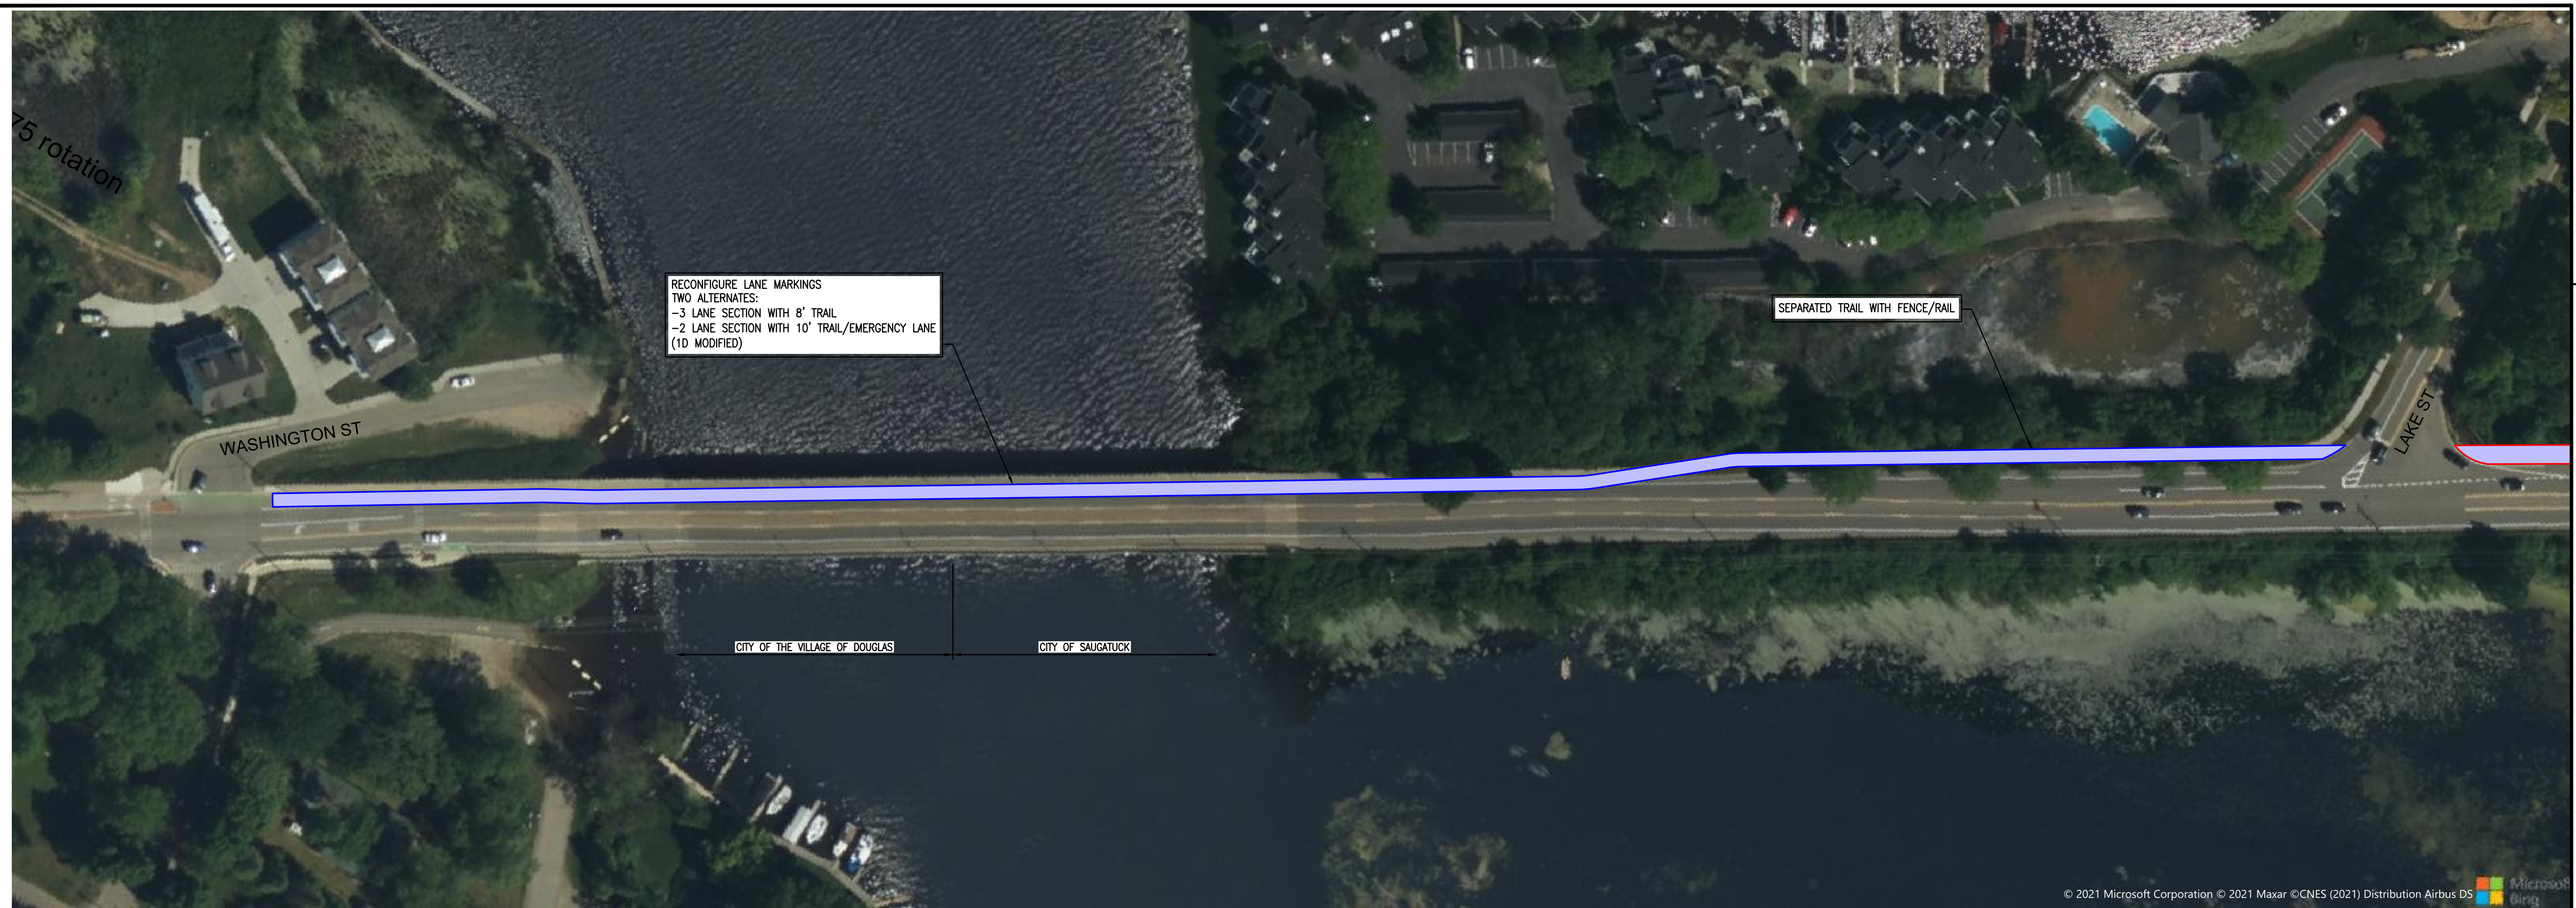 75 rotation
WASHINGTON ST
RECONFIGURE LANE MARKINGS
TWO ALTERNATES:
-3 LANE SECTION WITH 8' TRAIL
-2 LANE SECTION WITH 10' TRAIL/EMERGENCY LANE
(1D MODIFIED)
SEPARATED TRAIL WITH FENCE/RAIL
LAKE ST
CITY OF THE VILLAGE OF DOUGLAS
CITY OF SAUGATUCK
© 2021 Microsoft Corporation © 2021 Maxar ©CNES (2021) Distribution Airbus DS
Microsoft
Bing